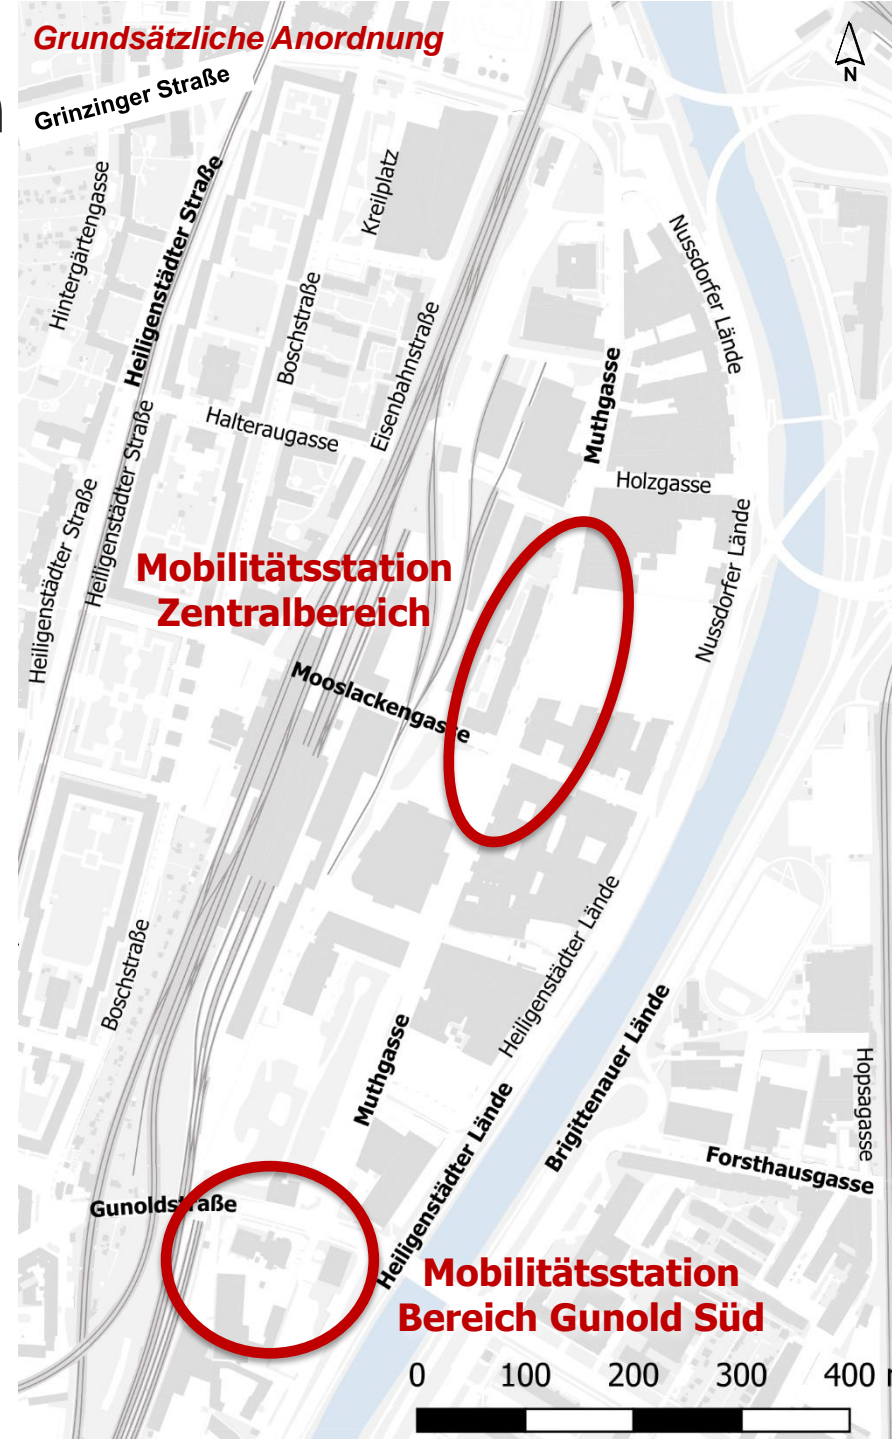 Grundsätzliche Anordnung
N
Grinzinger Straße
Hintergärtengasse
Heiligenstädter Straße
Kreilplatz
Boschstraße
Eisenbahnstraße
Nussdorfer Lände
Muthgasse
Halteraugasse
Heiligenstädter Straße
Heiligenstädter Straße
Holzgasse
Nussdorfer Lände
Mobilitätsstation
Zentralbereich
Mooslackengasse
Boschstraße
Heiligenstädter Lände
Muthgasse
Heiligenstädter Lände
Brigittenauer Lände
Hopsagasse
Forsthausgasse
Gunoldstraße
Mobilitätsstation
Bereich Gunold Süd
0 100 200 300 400